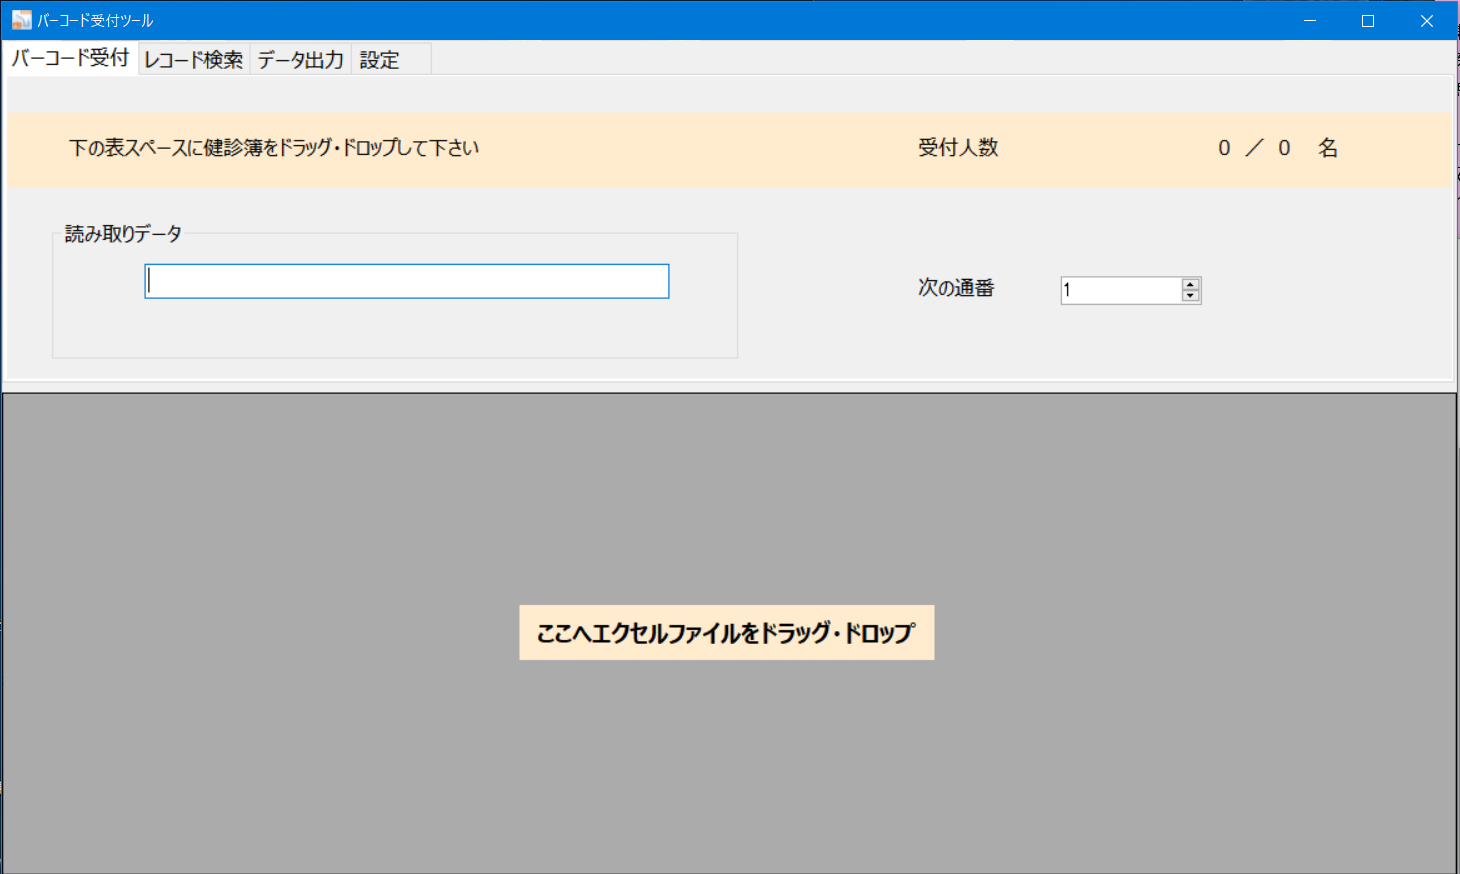 バーコード受付ツール
バーコード受付 レコード検索 データ出力 設定
下の表スペースに健診簿をドラッグ・ドロップして下さい 受付人数 0 ／ 0 名
読み取りデータ
次の通番 1
ここへエクセルファイルをドラッグ・ドロップ